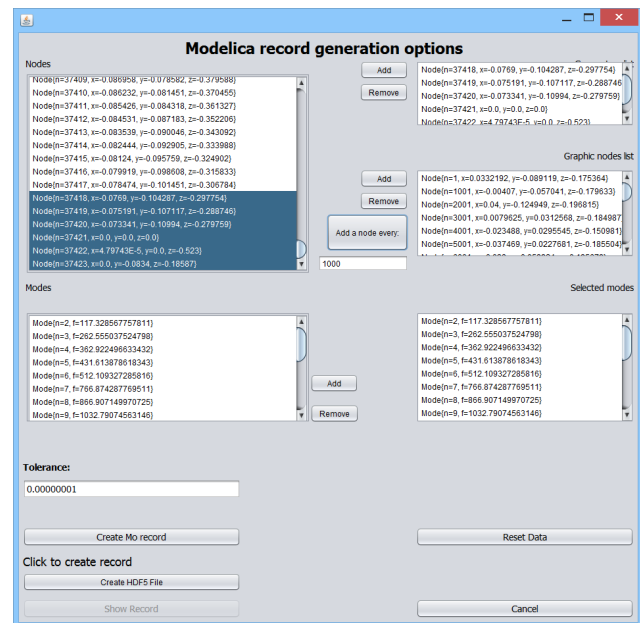 Modelica record generation options
Nodes
Node{n=37409, x=-0.086958, y=-0.078582, z=-0.379588}
Node{n=37410, x=-0.086232, y=-0.081451, z=-0.370455}
Node{n=37411, x=-0.085426, y=-0.084318, z=-0.361327}
Node{n=37412, x=-0.084531, y=-0.087183, z=-0.352206}
Node{n=37413, x=-0.083539, y=-0.090046, z=-0.343092}
Node{n=37414, x=-0.082444, y=-0.092905, z=-0.333988}
Node{n=37415, x=-0.08124, y=-0.095759, z=-0.324902}
Node{n=37416, x=-0.079919, y=-0.098608, z=-0.315833}
Node{n=37417, x=-0.078474, y=-0.101451, z=-0.306784}
Node{n=37418, x=-0.0769, y=-0.104287, z=-0.297754}
Node{n=37419, x=-0.075191, y=-0.107117, z=-0.288746}
Node{n=37420, x=-0.073341, y=-0.10994, z=-0.279759}
Node{n=37421, x=0.0, y=0.0, z=0.0}
Node{n=37422, x=4.79743E-5, y=0.0, z=-0.523}
Node{n=37423, x=0.0, y=-0.0834, z=-0.18587}
Add
Remove
Node{n=37418, x=-0.0769, y=-0.104287, z=-0.297754}
Node{n=37419, x=-0.075191, y=-0.107117, z=-0.288746
Node{n=37420, x=-0.073341, y=-0.10994, z=-0.279759}
Node{n=37421, x=0.0, y=0.0, z=0.0}
Node{n=37422, x=4.79743E-5, y=0.0, z=-0.523}
Graphic nodes list
Add
Remove
Add a node every:
1000
Node{n=1, x=0.0332192, y=-0.089119, z=-0.175364}
Node{n=1001, x=-0.00407, y=-0.057041, z=-0.179633}
Node{n=2001, x=0.04, y=-0.124949, z=-0.196815}
Node{n=3001, x=0.0079625, y=0.0312568, z=-0.184987
Node{n=4001, x=-0.023488, y=0.0295545, z=-0.150981}
Node{n=5001, x=-0.037469, y=0.0227681, z=-0.185504}
Modes
Mode{n=2, f=117.328567757811}
Mode{n=3, f=262.555037524798}
Mode{n=4, f=362.922496633432}
Mode{n=5, f=431.613878618343}
Mode{n=6, f=512.109327285816}
Mode{n=7, f=766.874287769511}
Mode{n=8, f=866.907149970725}
Mode{n=9, f=1032.79074563146}
Add
Remove
Selected modes
Mode{n=2, f=117.328567757811}
Mode{n=3, f=262.555037524798}
Mode{n=4, f=362.922496633432}
Mode{n=5, f=431.613878618343}
Mode{n=6, f=512.109327285816}
Mode{n=7, f=766.874287769511}
Mode{n=8, f=866.907149970725}
Mode{n=9, f=1032.79074563146}
Tolerance:
0.00000001
Create Mo record
Reset Data
Click to create record
Create HDF5 File
Show Record
Cancel